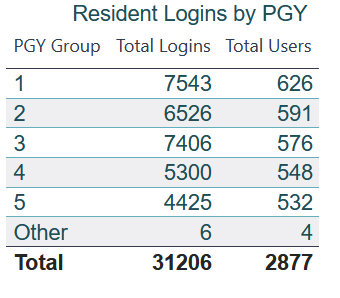 Resident Logins by PGY
PGY Group Total Logins Total Users
1 7543 626
2 6526 591
3 7406 576
4 5300 548
5 4425 532
Other 6 4
Total 31206 2877